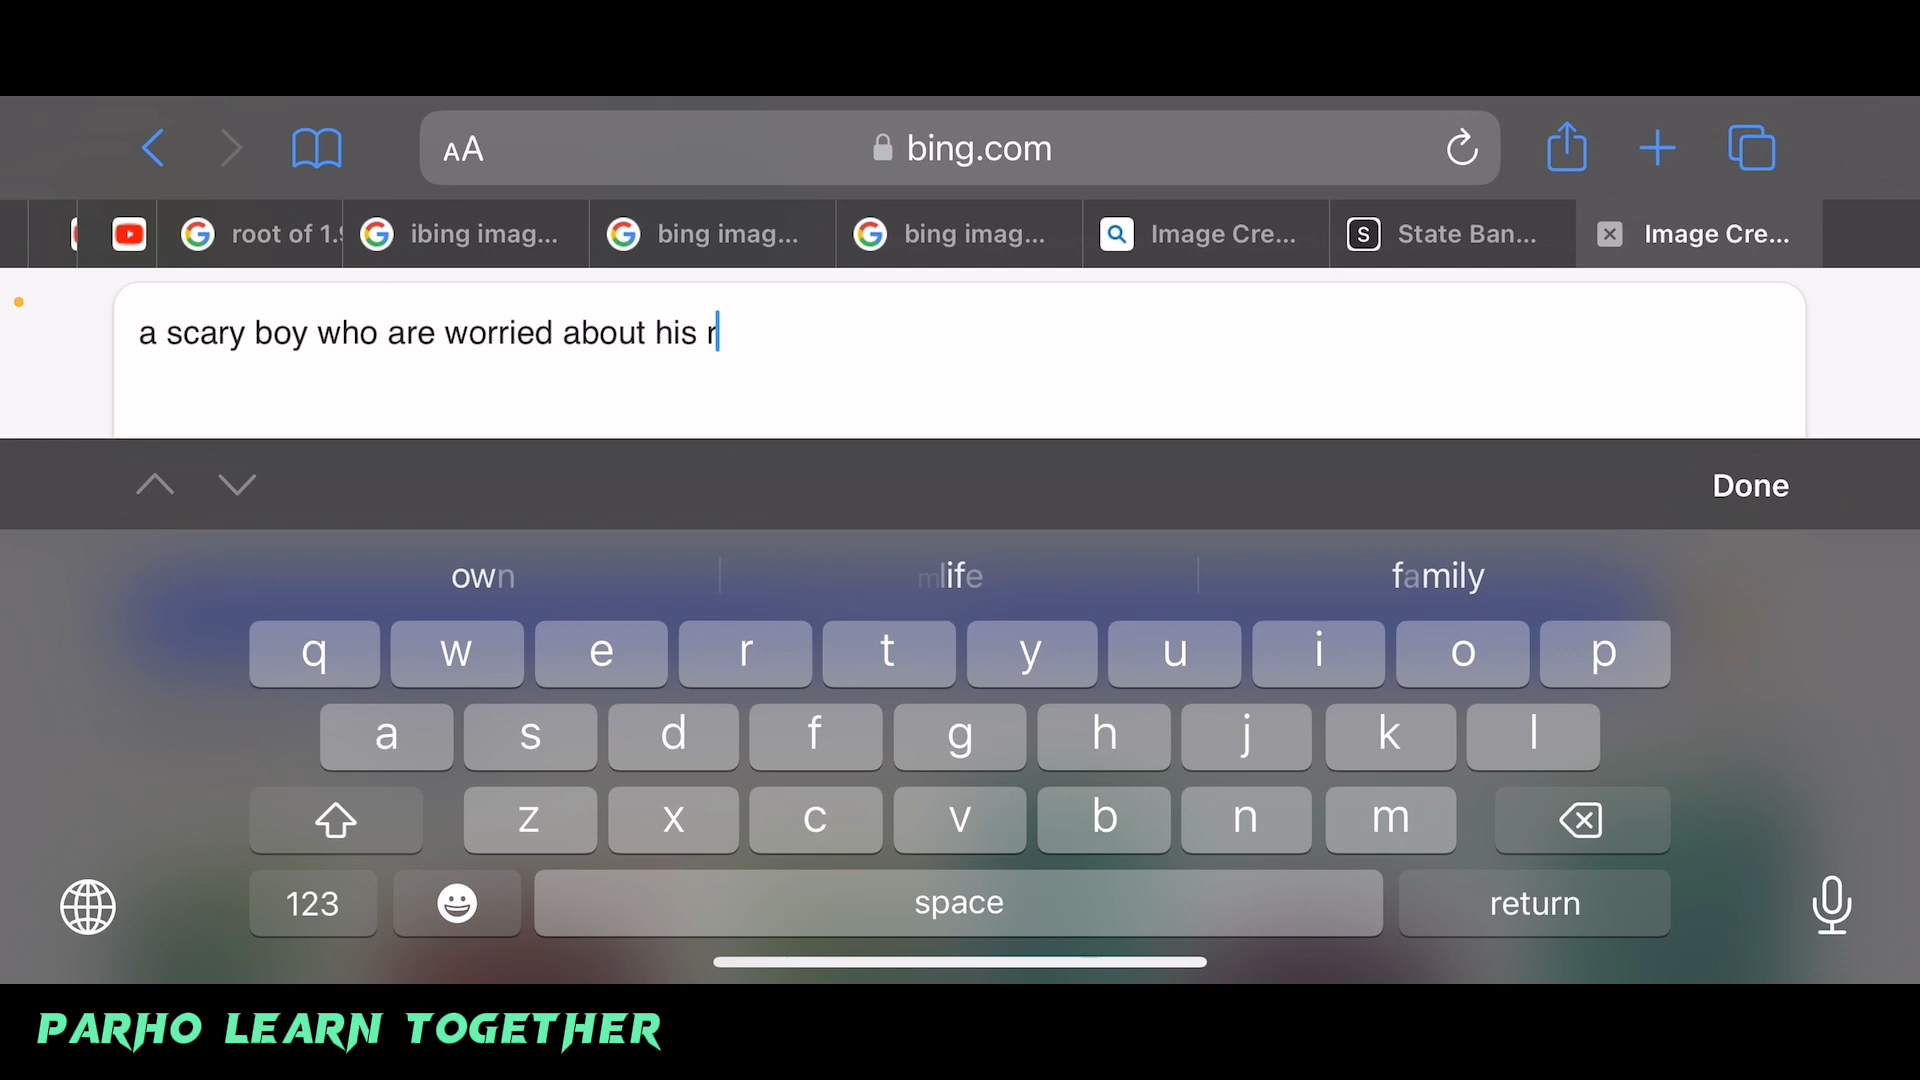 AA bing.com
root of 1.9 ibing imag... bing imag... bing imag... Image Cre... S State Ban... Image Cre...
a scary boy who are worried about his r
Done
own life family
q w e r t y u i o p
a s d f g h j k l
z x c v b n m
123 space return
PARHO LEARN TOGETHER